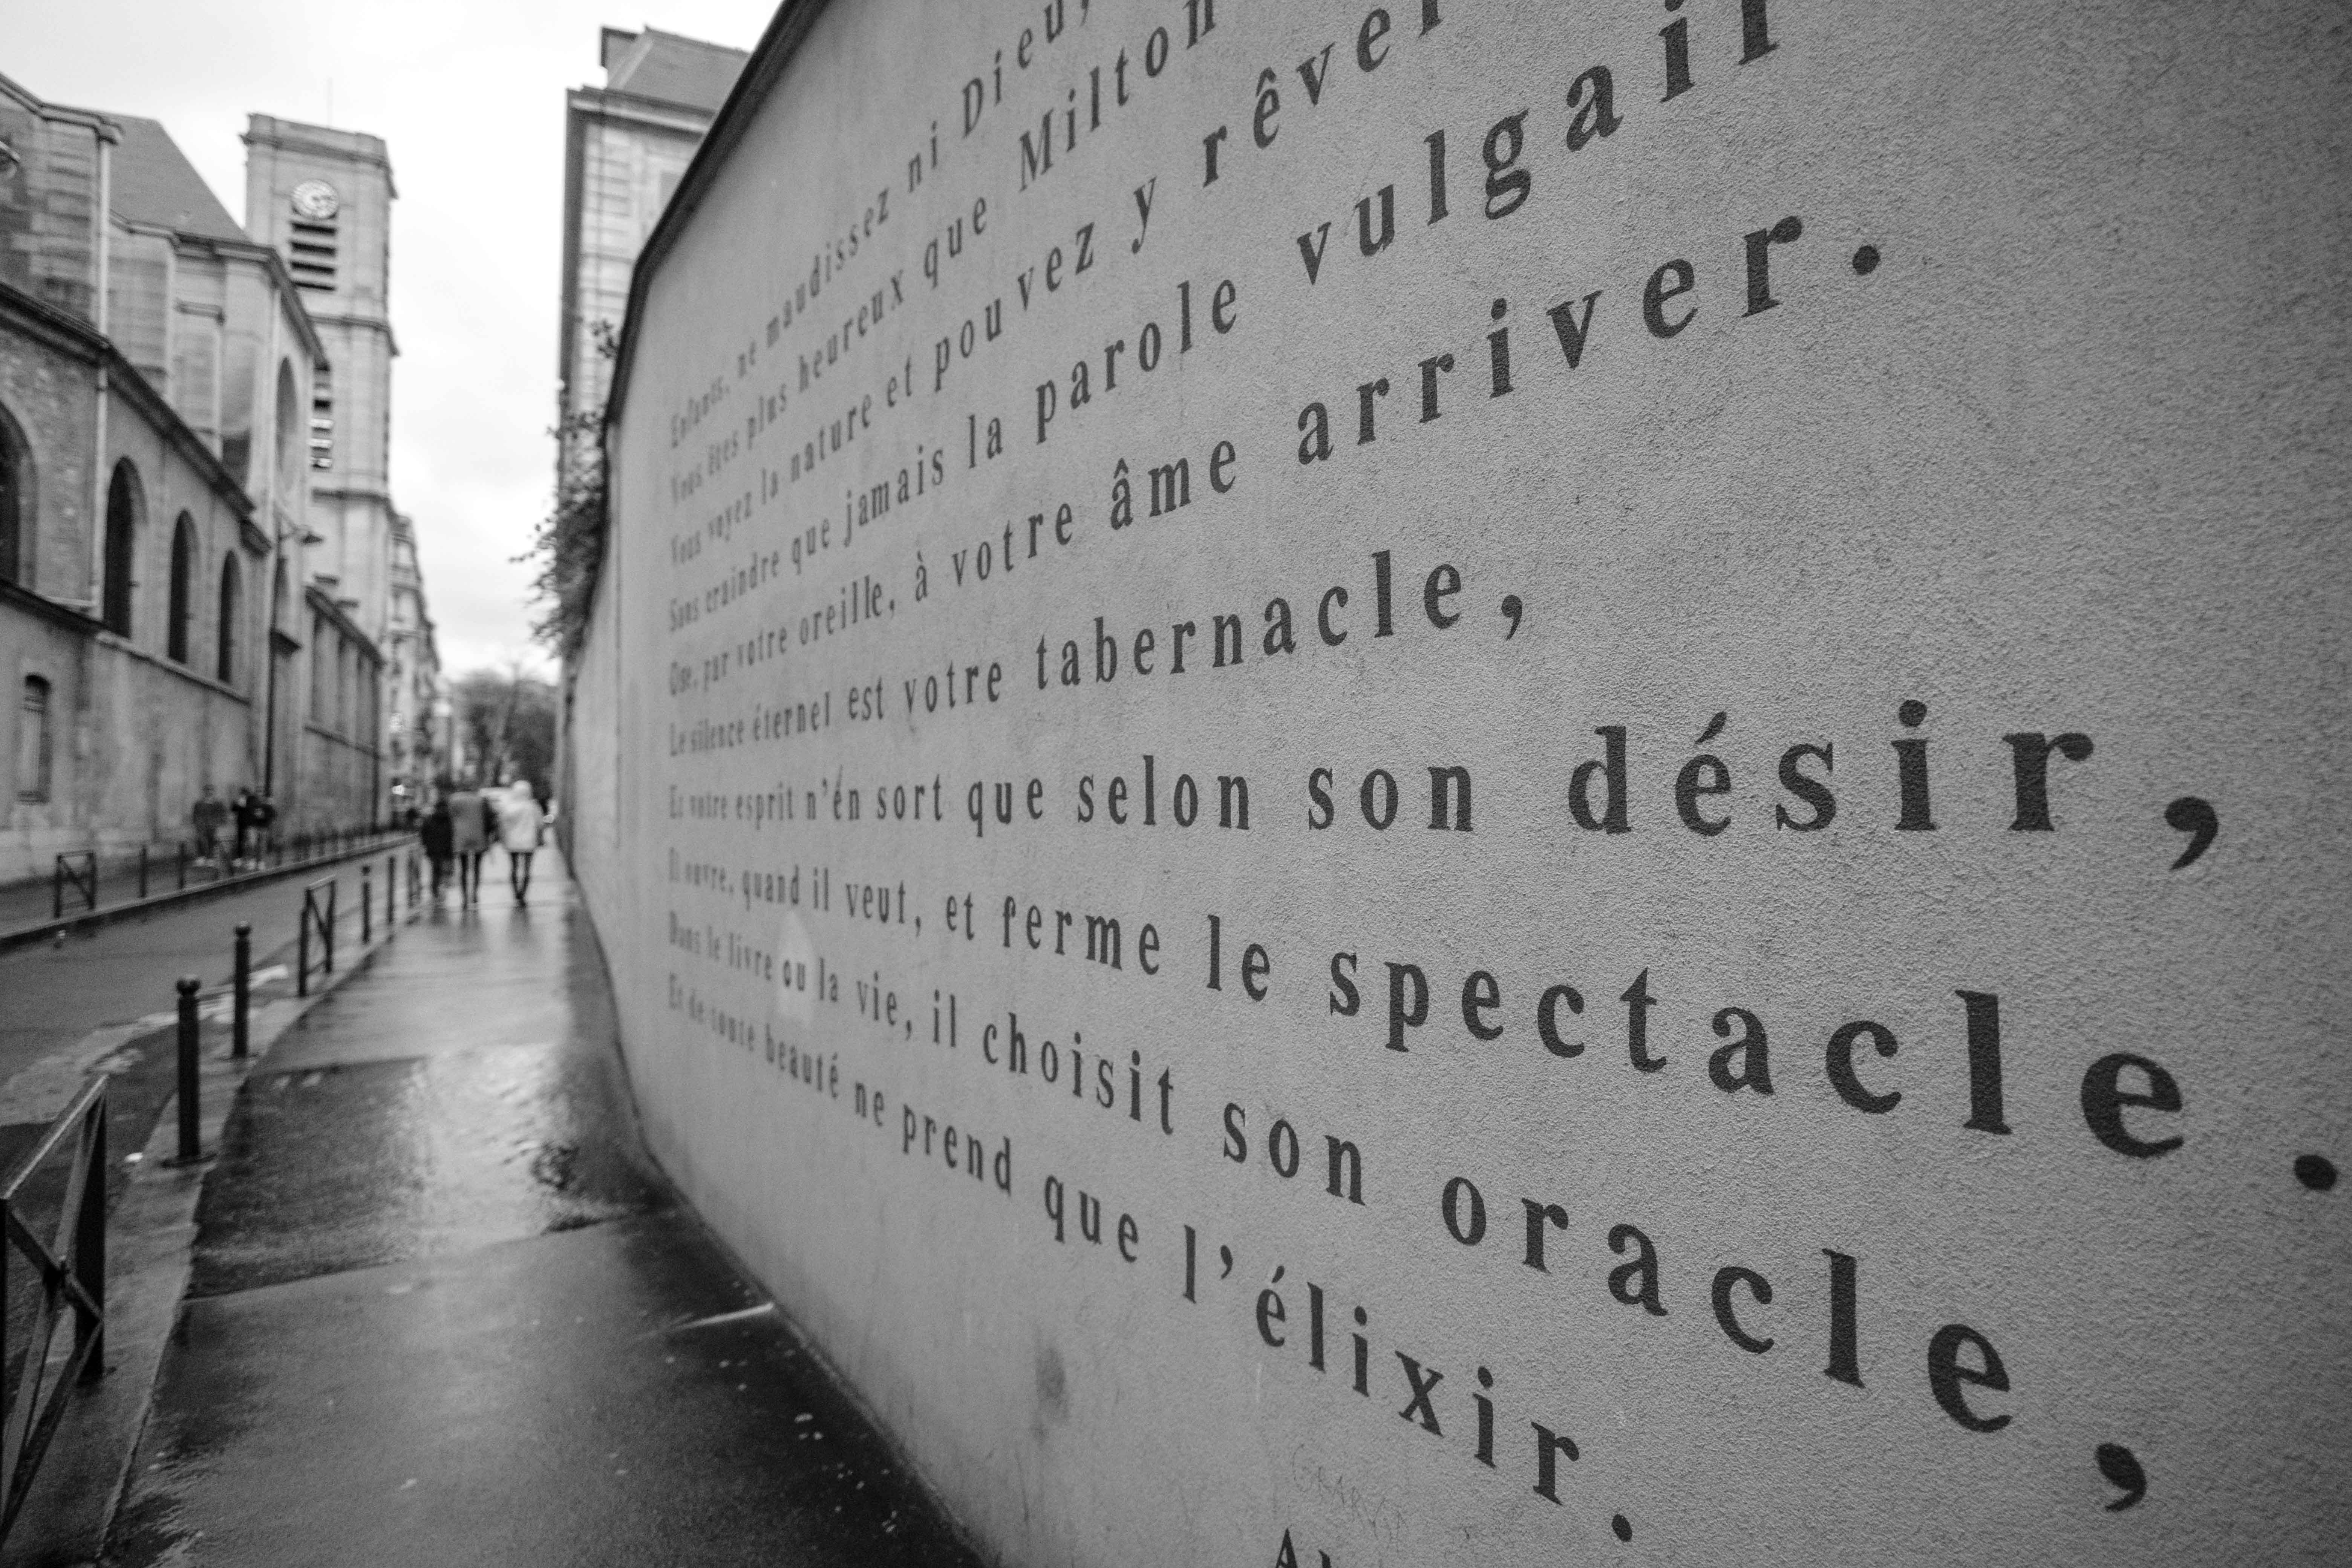 Enfants, ne maudissez ni Dieu,
Vous êtes plus heureux que Milton
Vous voyez la nature et pouvez y rêver
Sans craindre que jamais la parole vulgair
Que, par votre oreille, à votre âme arriver.
Le silence éternel est votre tabernacle,
Et votre esprit n'en sort que selon son désir,
Il ouvre, quand il veut, et ferme le spectacle.
Dans le livre ou la vie, il choisit son oracle,
Et de toute beauté ne prend que l'élixir.